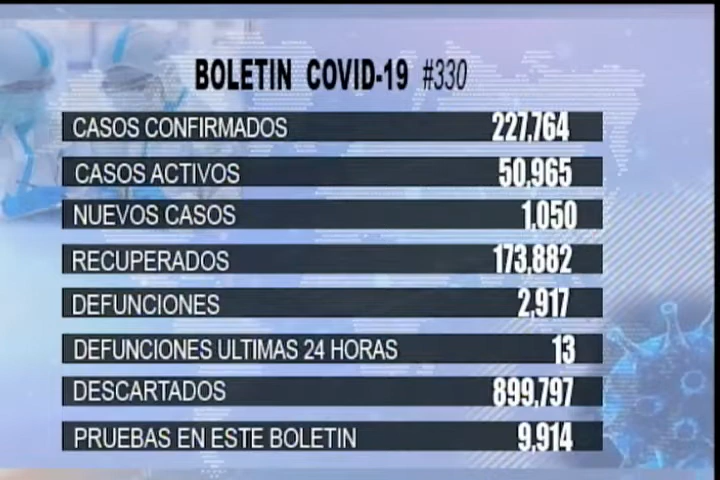 BOLETIN COVID-19 #330
CASOS CONFIRMADOS 227,764
CASOS ACTIVOS 50,965
NUEVOS CASOS 1,050
RECUPERADOS 173,882
DEFUNCIONES 2,917
DEFUNCIONES ULTIMAS 24 HORAS 13
DESCARTADOS 899,797
PRUEBAS EN ESTE BOLETIN 9,914